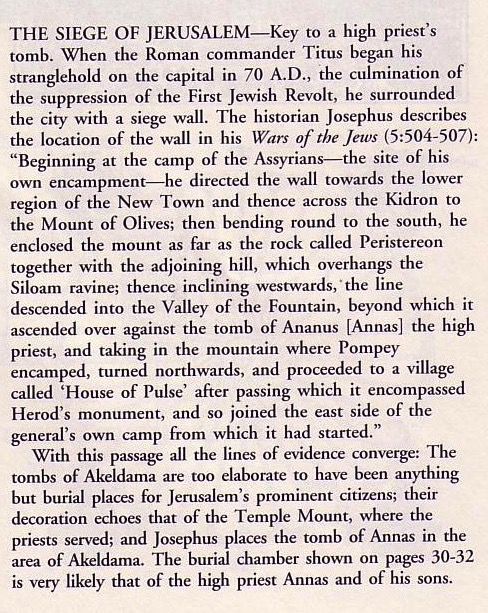 THE SIEGE OF JERUSALEM—Key to a high priest's
tomb. When the Roman commander Titus began his
stranglehold on the capital in 70 A.D., the culmination of
the suppression of the First Jewish Revolt, he surrounded
the city with a siege wall. The historian Josephus describes
the location of the wall in his Wars of the Jews (5:504-507):
“Beginning at the camp of the Assyrians—the site of his
own encampment—he directed the wall towards the lower
region of the New Town and thence across the Kidron to
the Mount of Olives; then bending round to the south, he
enclosed the mount as far as the rock called Peristereon
together with the adjoining hill, which overhangs the
Siloam ravine; thence inclining westwards, the line
descended into the Valley of the Fountain, beyond which it
ascended over against the tomb of Ananus [Annas] the high
priest, and taking in the mountain where Pompey
encamped, turned northwards, and proceeded to a village
called ‘House of Pulse’ after passing which it encompassed
Herod's monument, and so joined the east side of the
general's own camp from which it had started.”
With this passage all the lines of evidence converge: The
tombs of Akeldama are too elaborate to have been anything
but burial places for Jerusalem's prominent citizens; their
decoration echoes that of the Temple Mount, where the
priests served; and Josephus places the tomb of Annas in the
area of Akeldama. The burial chamber shown on pages 30-32
is very likely that of the high priest Annas and of his sons.